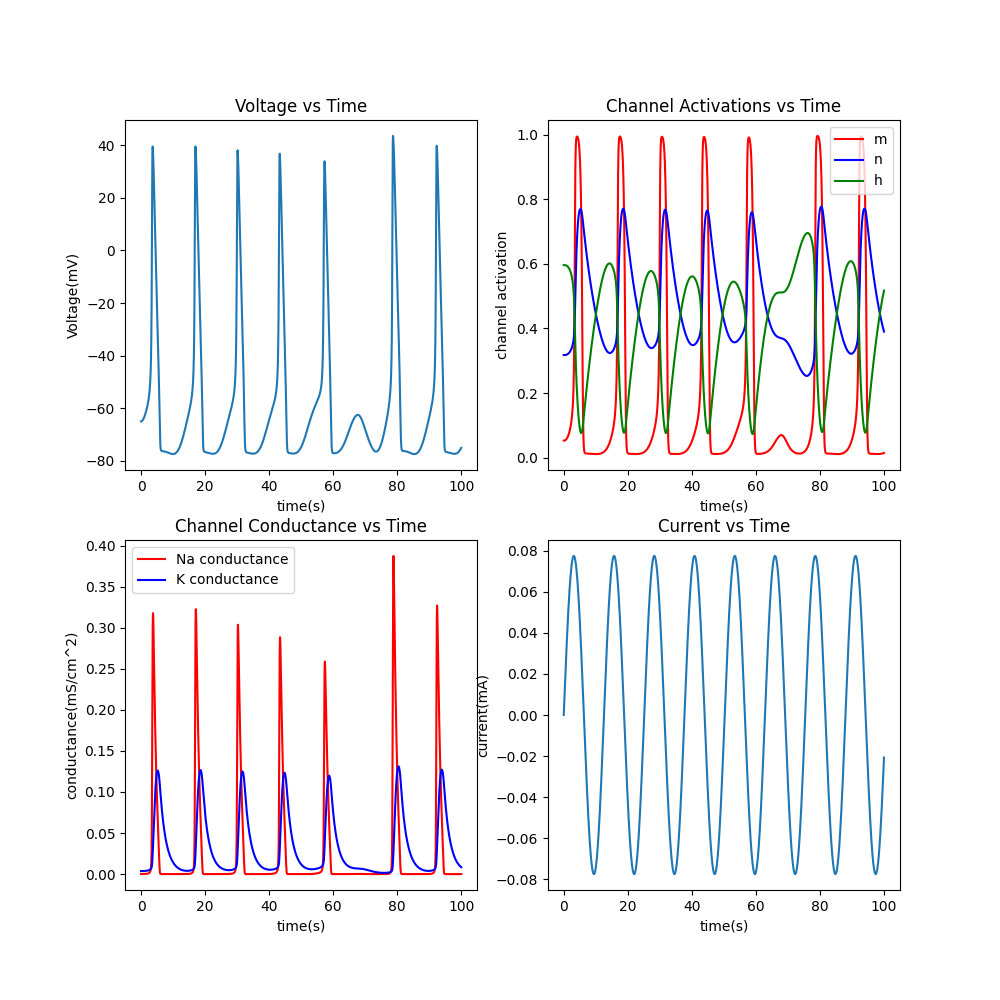 Voltage vs Time
40
20
0
−20
−40
−60
−80
Voltage(mV)
0 20 40 60 80 100
time(s)
Channel Activations vs Time
1.0
0.8
0.6
0.4
0.2
0.0
channel activation
m
n
h
0 20 40 60 80 100
time(s)
Channel Conductance vs Time
0.40
0.35
0.30
0.25
0.20
0.15
0.10
0.05
0.00
conductance(mS/cm^2)
Na conductance
K conductance
0 20 40 60 80 100
time(s)
Current vs Time
0.08
0.06
0.04
0.02
0.00
−0.02
−0.04
−0.06
−0.08
current(mA)
0 20 40 60 80 100
time(s)